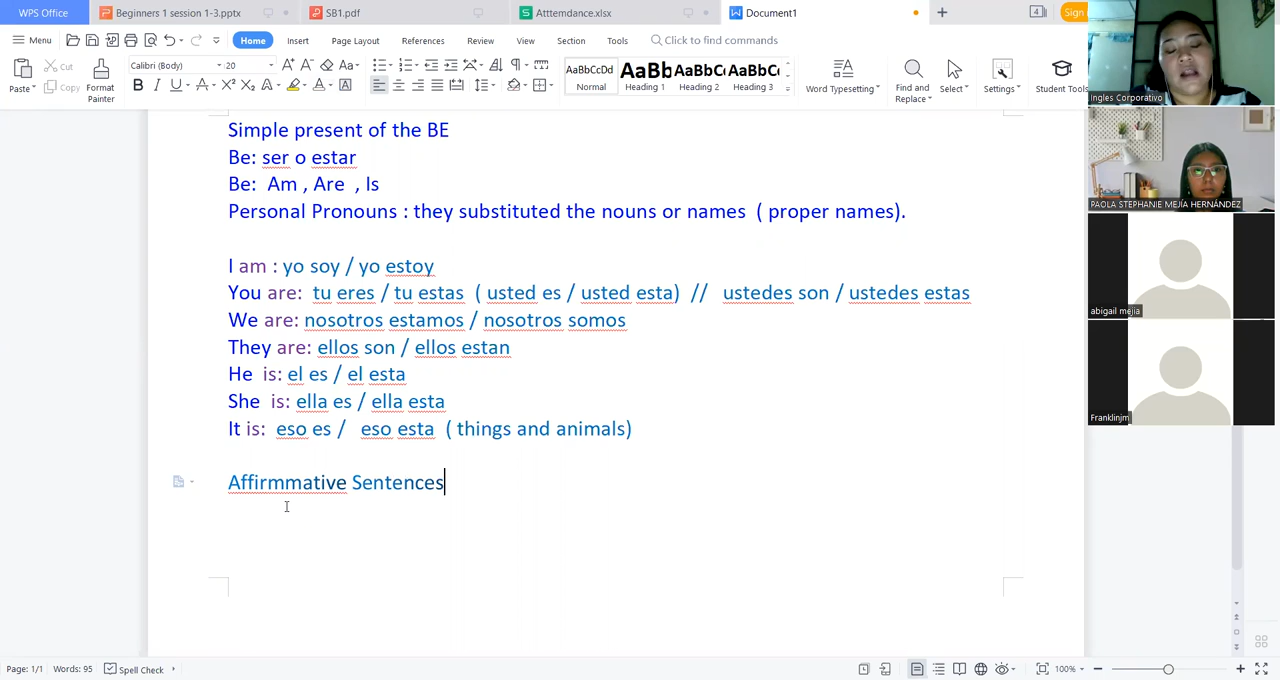 WPS Office
Beginners 1 session 1-3.pptx
SB1.pdf
Atttemdance.xlsx
Document1
4
Sign
Menu
Home
Insert
Page Layout
References
Review
View
Section
Tools
Click to find commands
Paste
Cut
Copy
Format Painter
Calibri (Body)
20
AaBbCcDd
Normal
Heading 1
Heading 2
Heading 3
Word Typesetting
Find and Replace
Select
Settings
Student Tools
Ingles Corporativo
PAOLA STEPHANIE MEJÍA HERNÁNDEZ
abigail mejia
Franklinjm
Simple present of the BE
Be: ser o estar
Be: Am , Are , Is
Personal Pronouns : they substituted the nouns or names ( proper names).
I am : yo soy / yo estoy
You are: tu eres / tu estas ( usted es / usted esta) // ustedes son / ustedes estas
We are: nosotros estamos / nosotros somos
They are: ellos son / ellos estan
He is: el es / el esta
She is: ella es / ella esta
It is: eso es / eso esta ( things and animals)
Affirmmative Sentences
Page: 1/1 Words: 95 Spell Check
100%